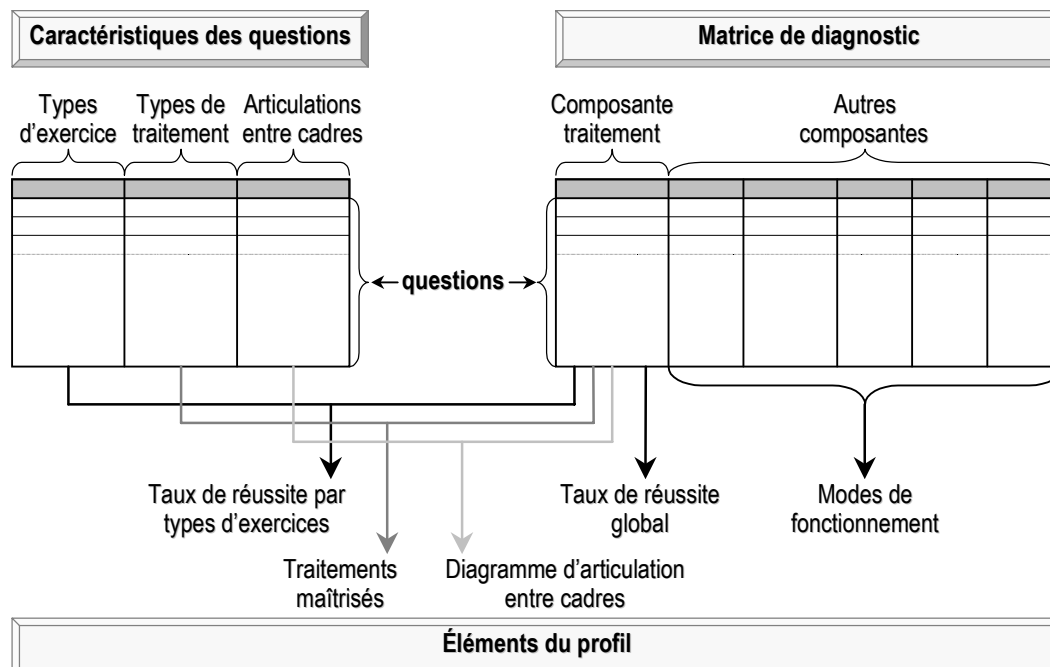 Caractéristiques des questions
Matrice de diagnostic
Types
d'exercice
Types de
traitement
Articulations
entre cadres
Composante
traitement
Autres
composantes
questions
Taux de réussite par
types d'exercices
Taux de réussite
global
Modes de
fonctionnement
Traitements
maîtrisés
Diagramme d'articulation
entre cadres
Éléments du profil